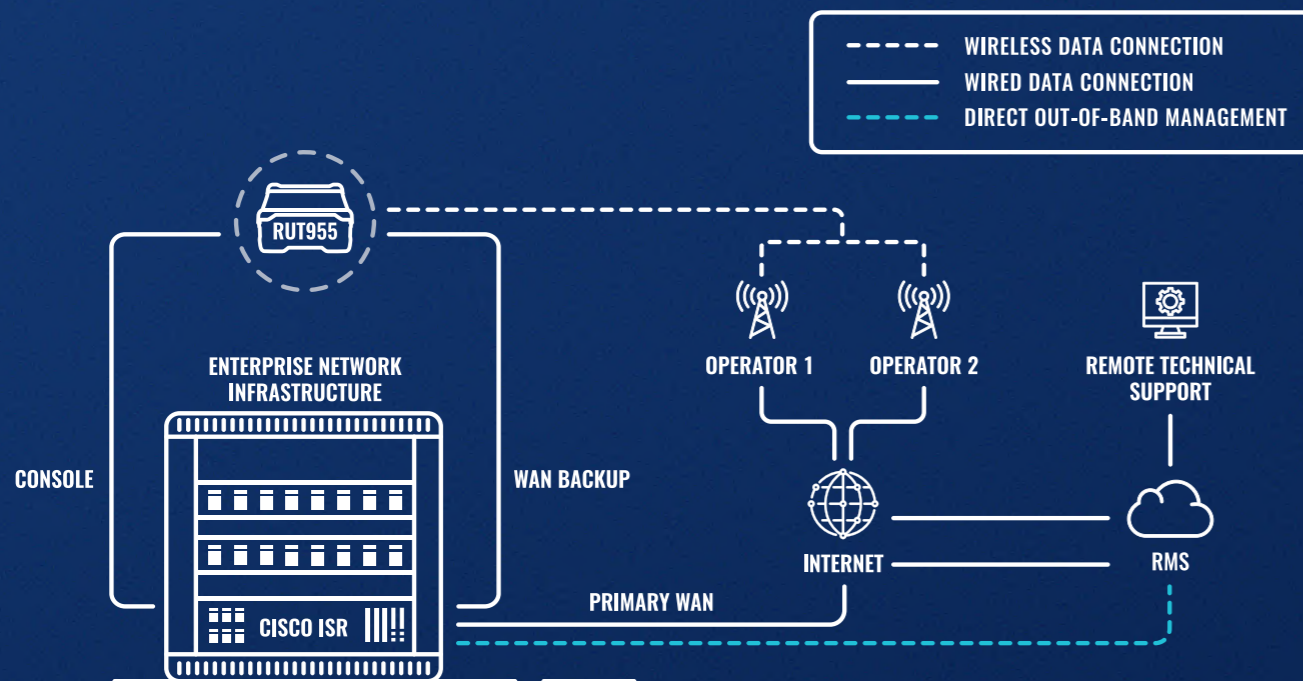 WIRELESS DATA CONNECTION
WIRED DATA CONNECTION
DIRECT OUT-OF-BAND MANAGEMENT
RUT955
ENTERPRISE NETWORK
INFRASTRUCTURE
OPERATOR 1
OPERATOR 2
REMOTE TECHNICAL
SUPPORT
CONSOLE
WAN BACKUP
INTERNET
RMS
PRIMARY WAN
CISCO ISR